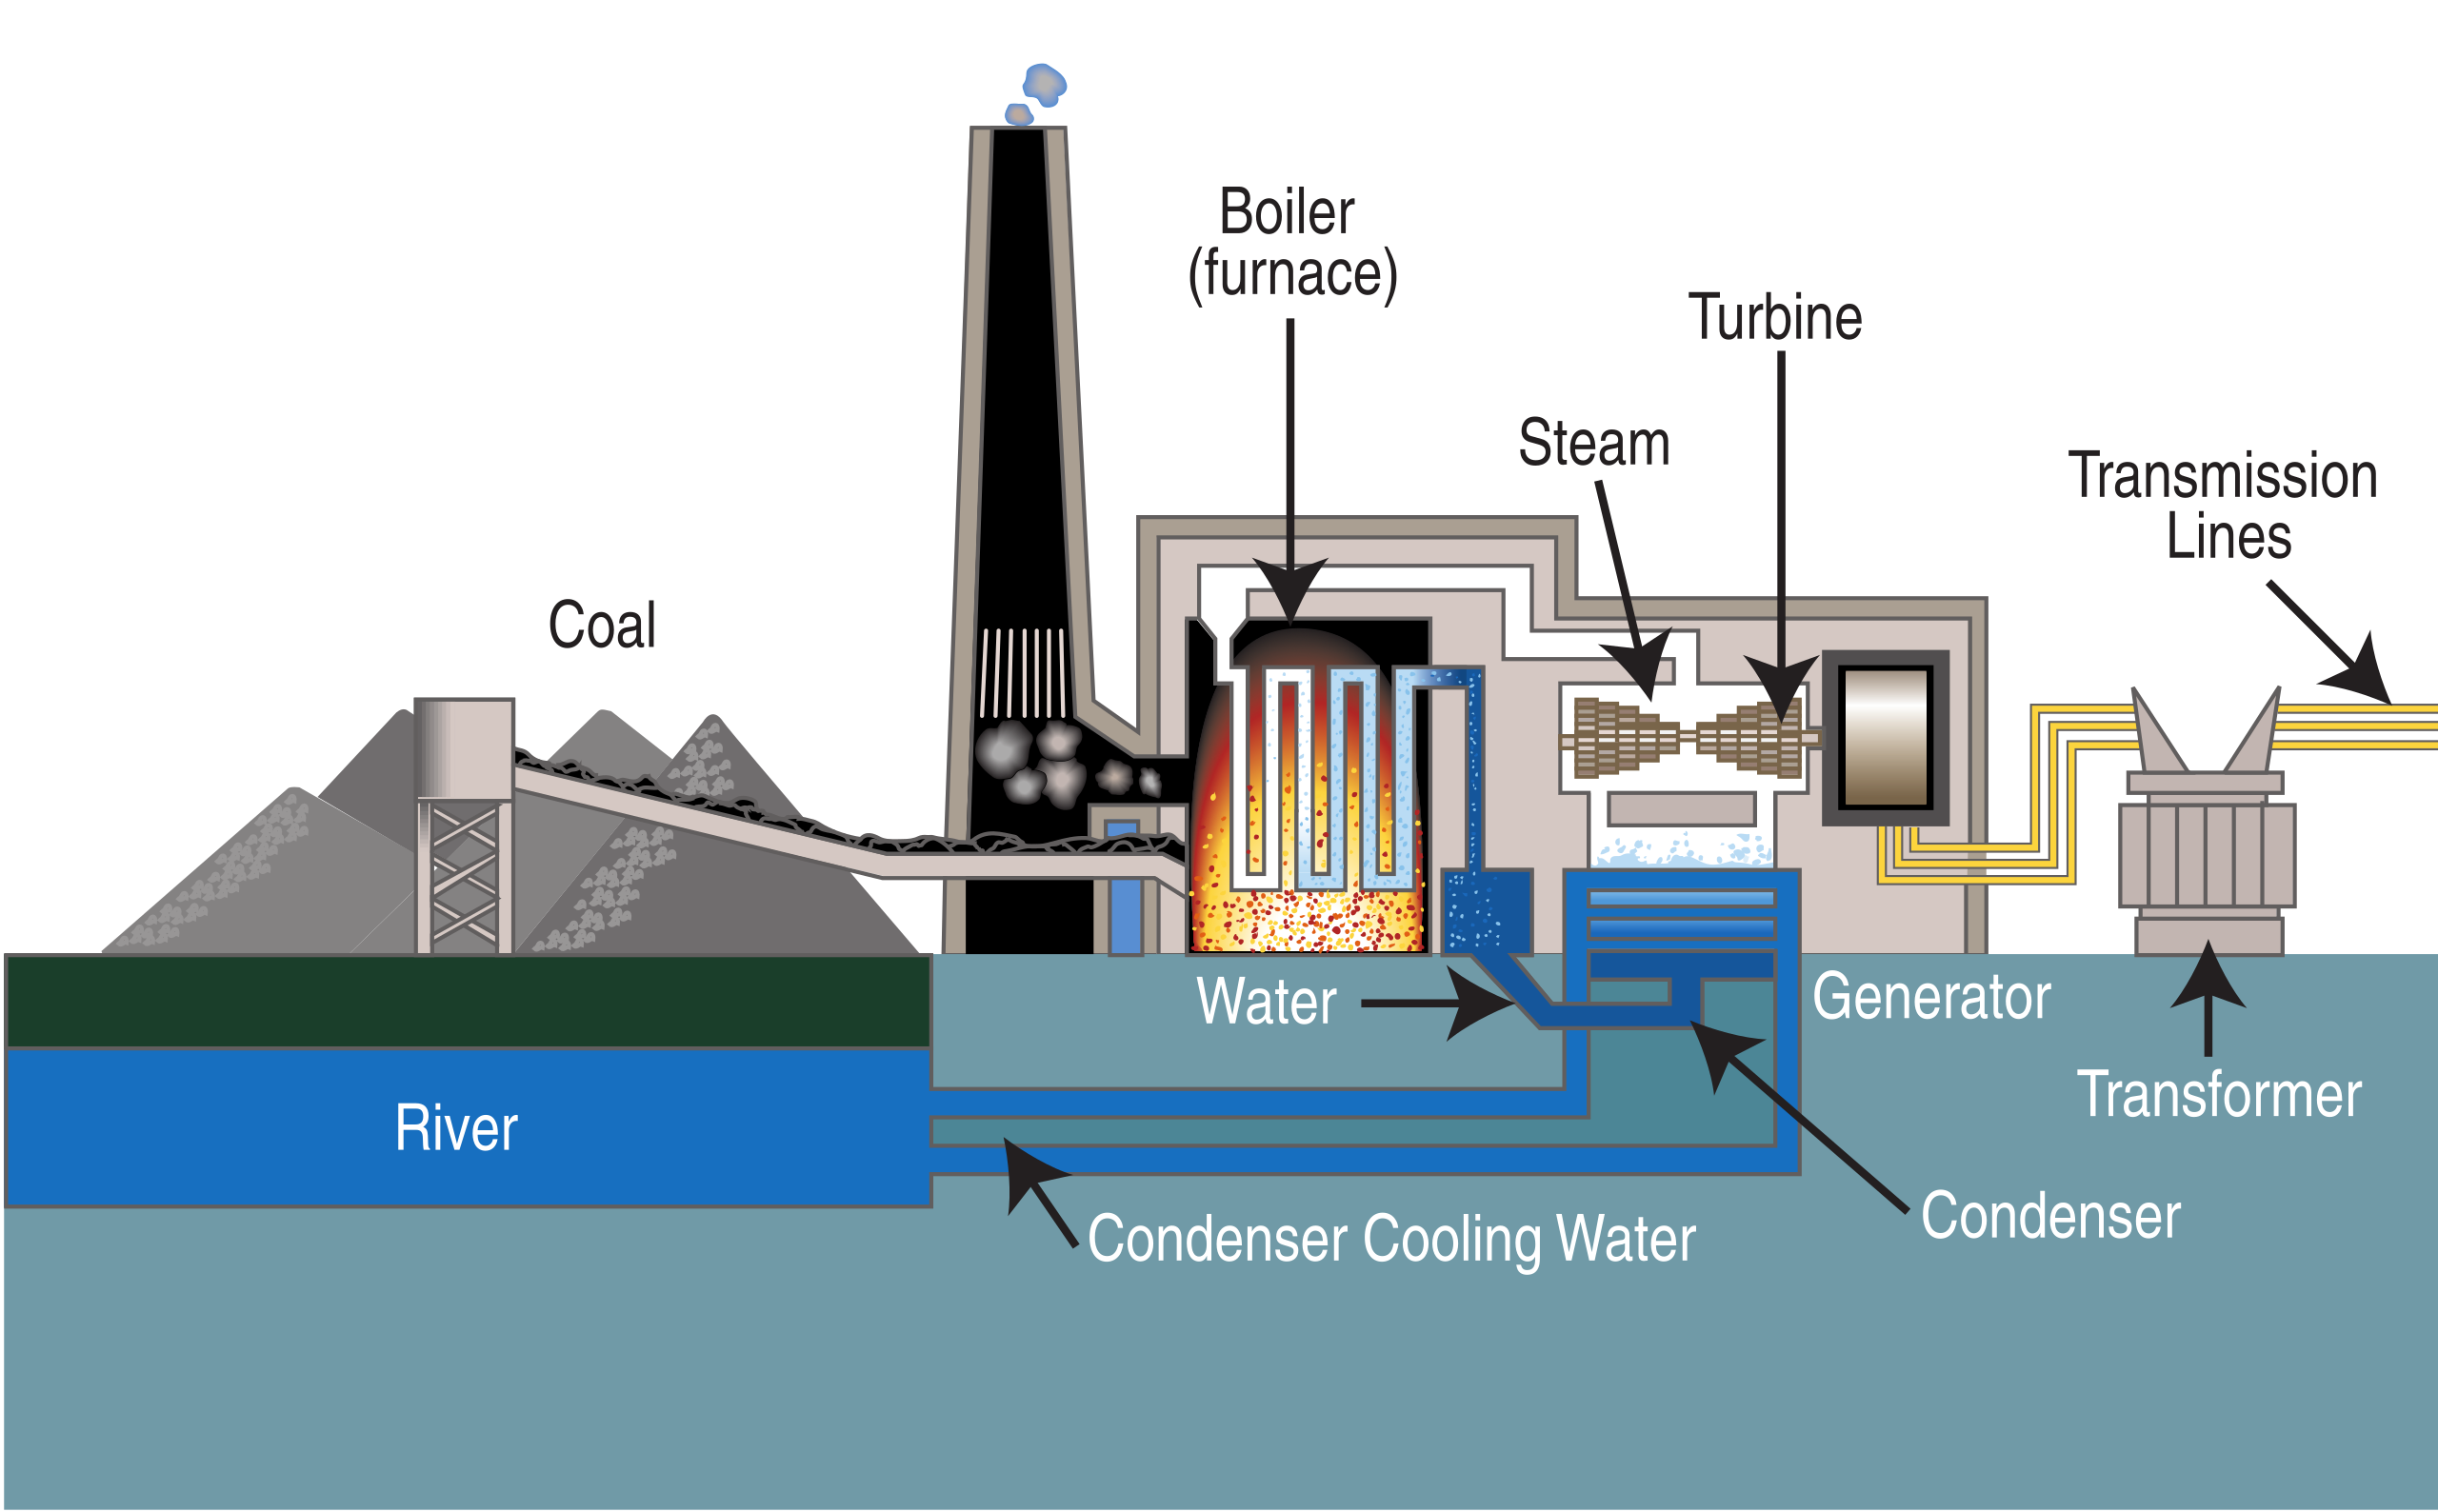 Boiler
(furnace)
Turbine
Steam
Transmission
Lines
Coal
Water
Generator
Transformer
River
Condenser
Condenser Cooling Water